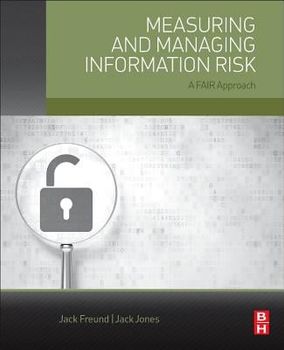 MEASURING
AND MANAGING
INFORMATION RISK
A FAIR Approach
Jack Freund | Jack Jones
B
H